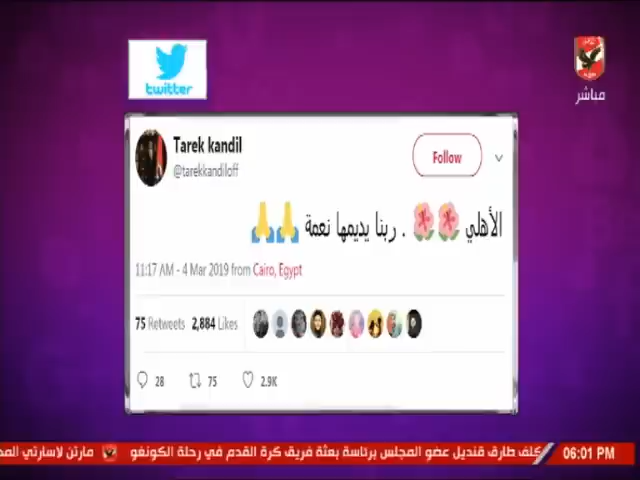 twitter
مباشر
Tarek kandil
@tarekkandiloff
Follow
الأهلي 🌺🌺 . ربنا يديمها نعمة 🙏🙏
11:17 AM - 4 Mar 2019 from Cairo, Egypt
75 Retweets 2,884 Likes
28 75 2.9K
كلف طارق قنديل عضو المجلس برئاسة بعثة فريق كرة القدم في رحلة الكونغو مارتن لاسارتي
06:01 PM